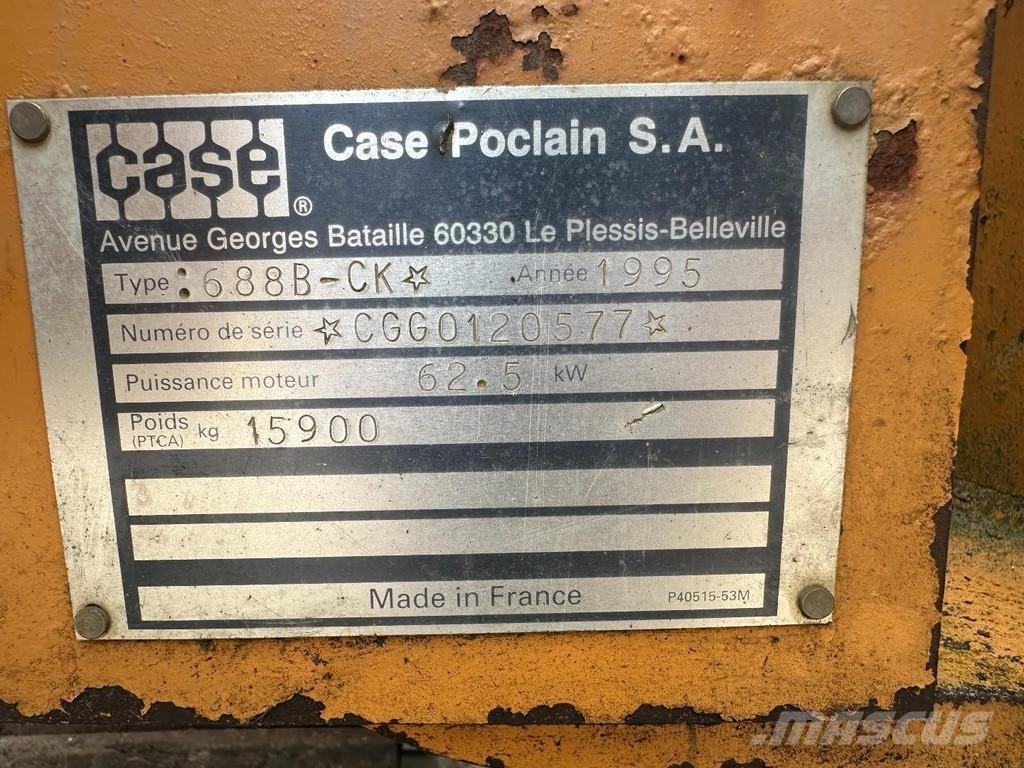 case ®
Case Poclain S.A.
Avenue Georges Bataille 60330 Le Plessis-Belleville
Type : 688B-CK☆ Année 1995
Numéro de série ☆CGG0120577☆
Puissance moteur 62.5 kW
Poids (PTCA) kg 15900
Made in France P40515-53M
MASCUS